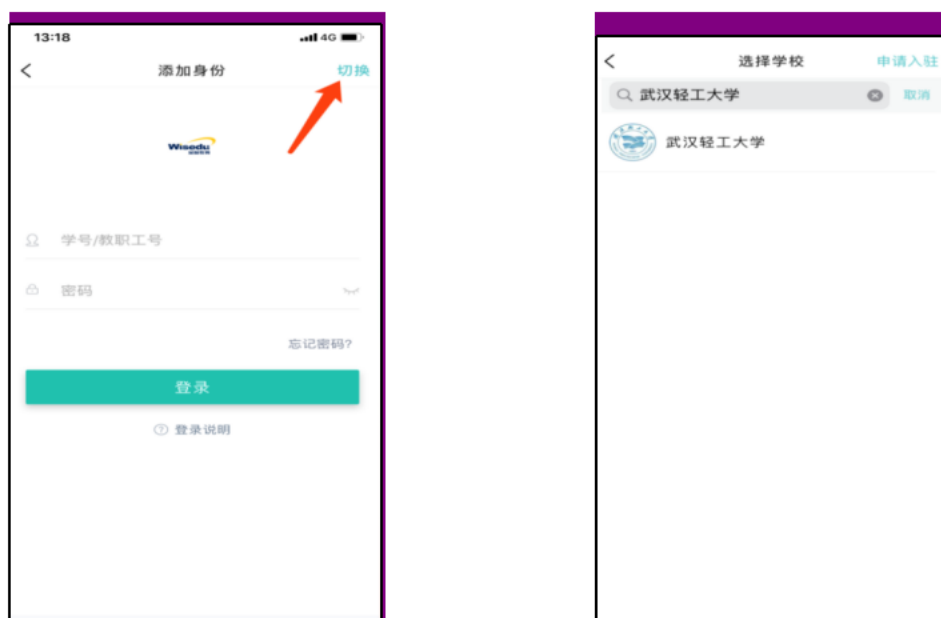 13:18
4G
添加身份
切换
Wisedu
学号/教职工号
密码
忘记密码?
登录
登录说明
选择学校
申请入驻
武汉轻工大学
取消
武汉轻工大学